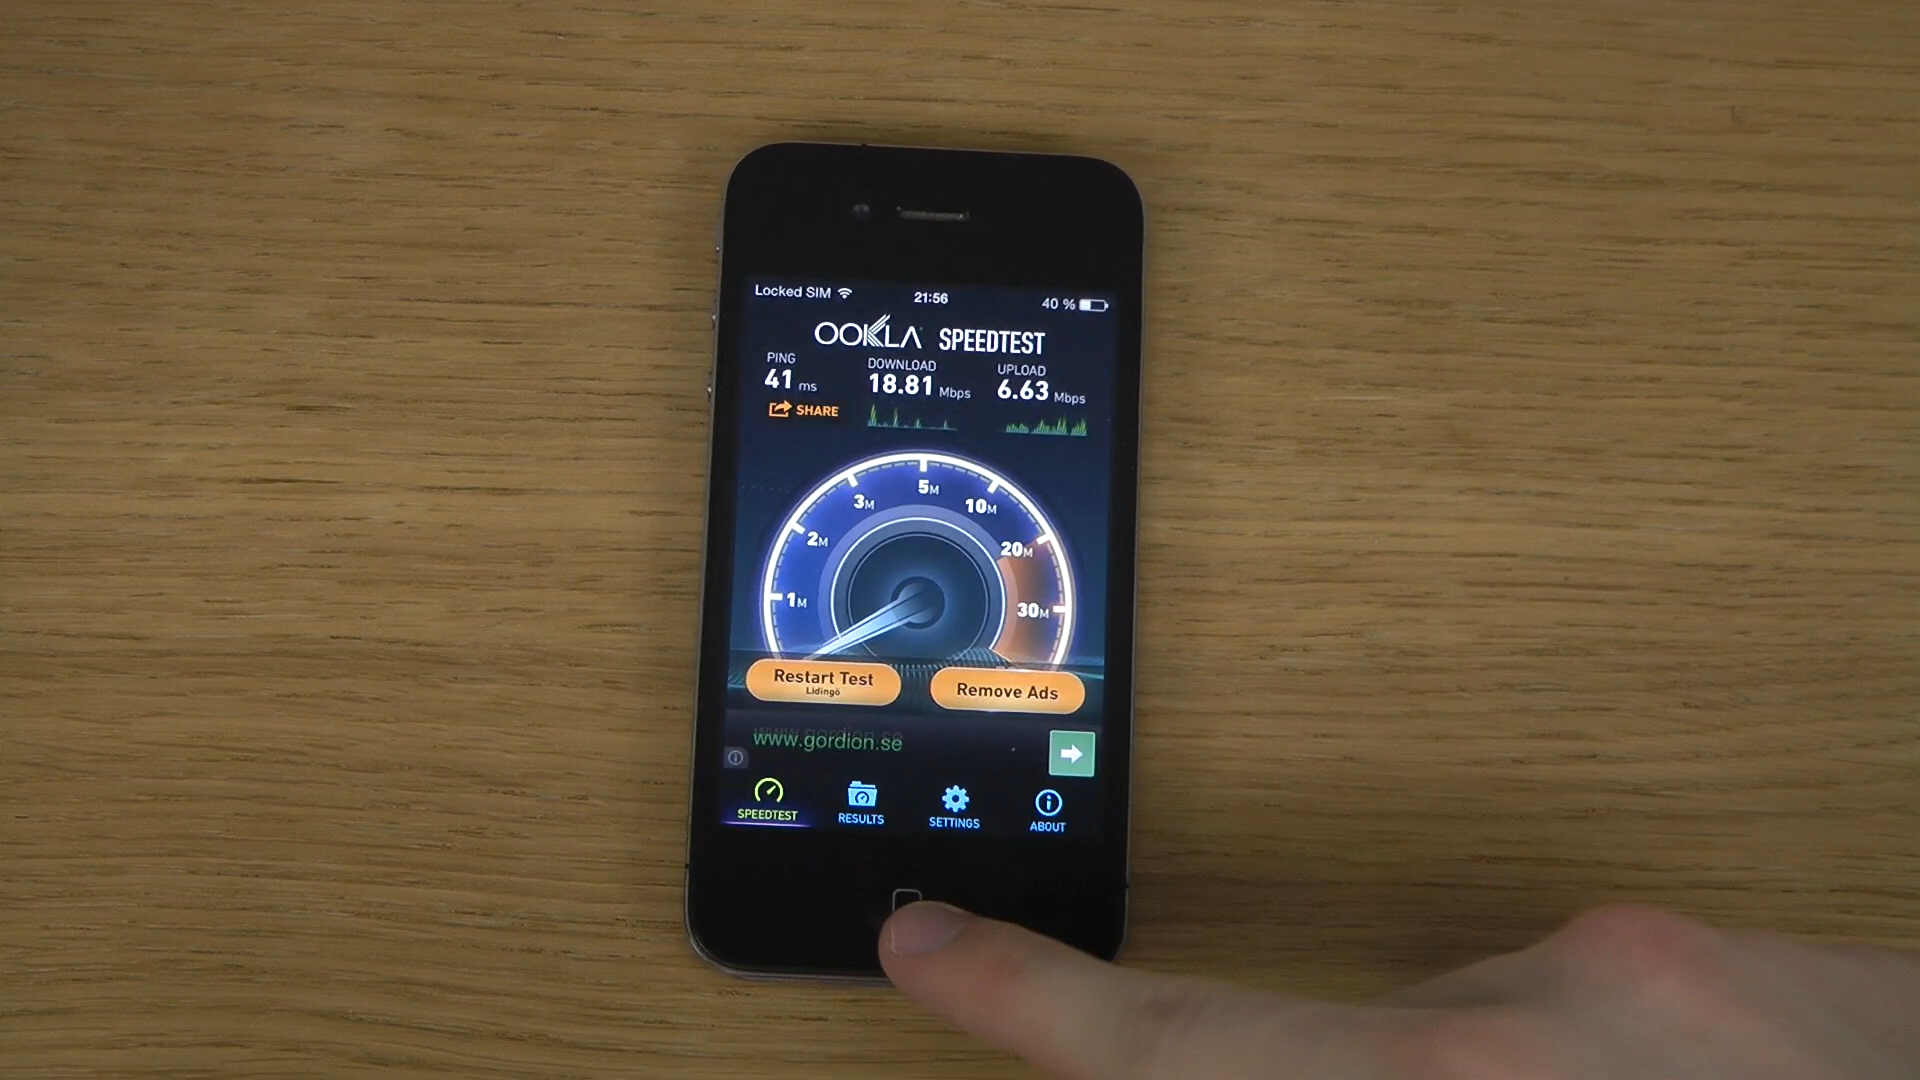 Locked SIM 21:56 40 %
OOKLA SPEEDTEST
PING DOWNLOAD UPLOAD
41 ms 18.81 Mbps 6.63 Mbps
SHARE
5M
3M 10M
2M 20M
1M 30M
Restart Test Remove Ads
Lidingö
www.gordion.se
SPEEDTEST RESULTS SETTINGS ABOUT